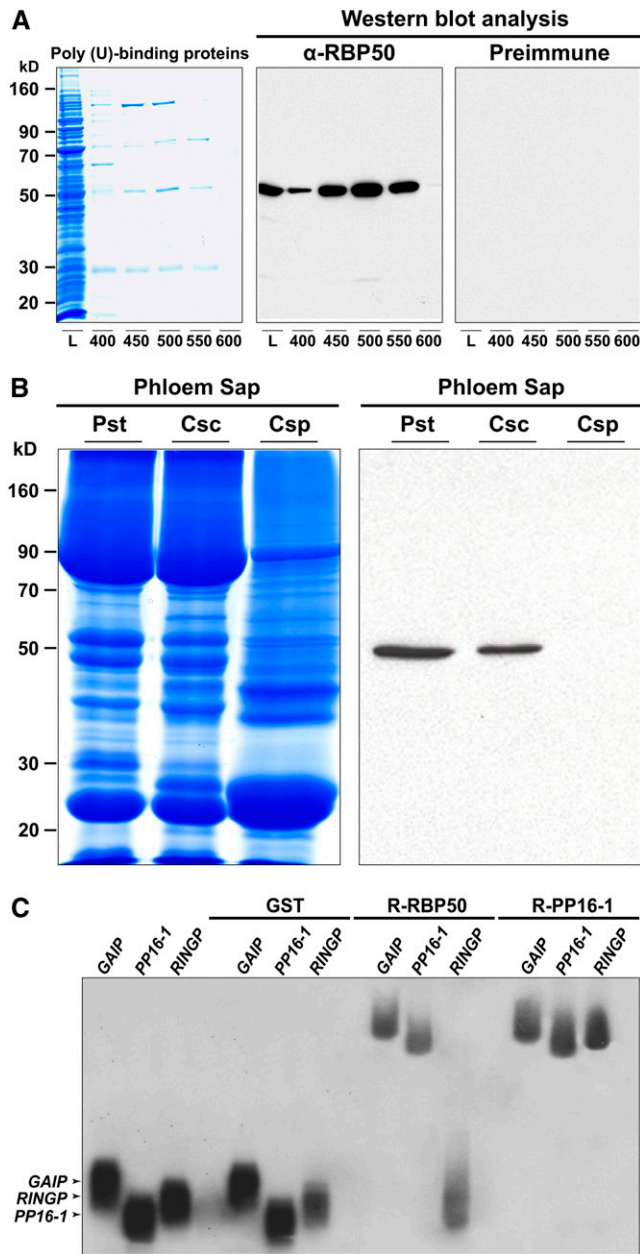 A
Western blot analysis
kD
Poly (U)-binding proteins
α-RBP50
Preimmune
160
90
70
50
30
20
L 400 450 500 550 600
L 400 450 500 550 600
L 400 450 500 550 600
B
Phloem Sap
Phloem Sap
Pst Csc Csp
Pst Csc Csp
kD
160
90
70
50
30
20
C
GST
R-RBP50
R-PP16-1
GAIP PP16-1 RINGP
GAIP PP16-1 RINGP
GAIP PP16-1 RINGP
GAIP PP16-1 RINGP
GAIP
RINGP
PP16-1